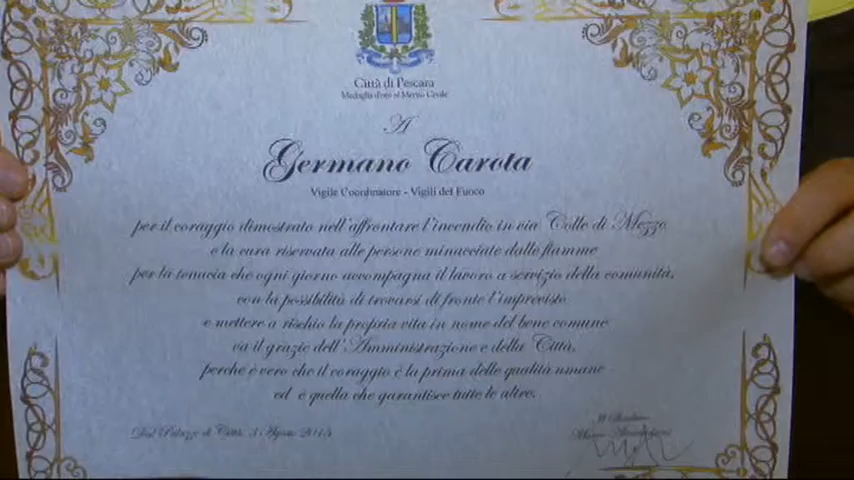 Città di Pescara
Medaglia d'oro al Merito Civile
A
Germano Carota
Vigile Coordinatore - Vigili del Fuoco
per il coraggio dimostrato nell'affrontare l'incendio in via Colle di Mezzo
e la cura riservata alle persone minacciate dalle fiamme
per la tenacia che ogni giorno accompagna il lavoro a servizio della comunità,
con la possibilità di trovarsi di fronte l'imprevisto
e mettere a rischio la propria vita in nome del bene comune
va il grazie dell'Amministrazione e della Città,
perché è vero che il coraggio è la prima delle qualità umane
ed è quella che garantisce tutte le altre.
Dal Palazzo di Città, 3 Agosto 2015
Il Sindaco
Marco Alessandrini